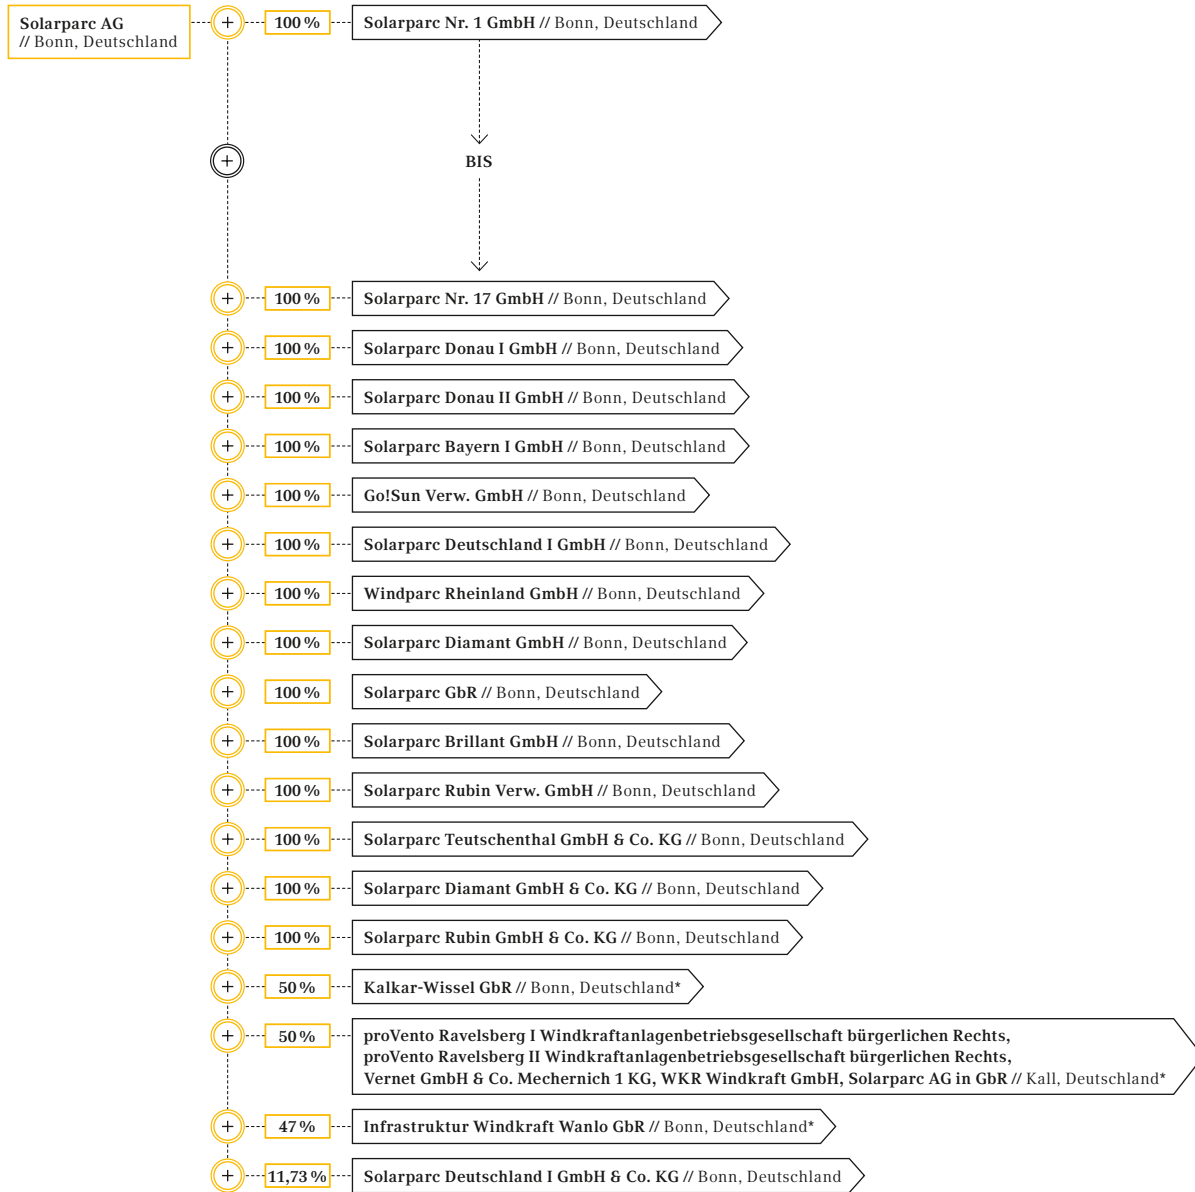 Solarparc AG
// Bonn, Deutschland
+ 100 % Solarparc Nr. 1 GmbH // Bonn, Deutschland
+ BIS
+ 100 % Solarparc Nr. 17 GmbH // Bonn, Deutschland
+ 100 % Solarparc Donau I GmbH // Bonn, Deutschland
+ 100 % Solarparc Donau II GmbH // Bonn, Deutschland
+ 100 % Solarparc Bayern I GmbH // Bonn, Deutschland
+ 100 % Go!Sun Verw. GmbH // Bonn, Deutschland
+ 100 % Solarparc Deutschland I GmbH // Bonn, Deutschland
+ 100 % Windparc Rheinland GmbH // Bonn, Deutschland
+ 100 % Solarparc Diamant GmbH // Bonn, Deutschland
+ 100 % Solarparc GbR // Bonn, Deutschland
+ 100 % Solarparc Brillant GmbH // Bonn, Deutschland
+ 100 % Solarparc Rubin Verw. GmbH // Bonn, Deutschland
+ 100 % Solarparc Teutschenthal GmbH & Co. KG // Bonn, Deutschland
+ 100 % Solarparc Diamant GmbH & Co. KG // Bonn, Deutschland
+ 100 % Solarparc Rubin GmbH & Co. KG // Bonn, Deutschland
+ 50 % Kalkar-Wissel GbR // Bonn, Deutschland*
+ 50 % proVento Ravelsberg I Windkraftanlagenbetriebsgesellschaft bürgerlichen Rechts,
proVento Ravelsberg II Windkraftanlagenbetriebsgesellschaft bürgerlichen Rechts,
Vernet GmbH & Co. Mechernich 1 KG, WKR Windkraft GmbH, Solarparc AG in GbR // Kall, Deutschland*
+ 47 % Infrastruktur Windkraft Wanlo GbR // Bonn, Deutschland*
+ 11,73 % Solarparc Deutschland I GmbH & Co. KG // Bonn, Deutschland